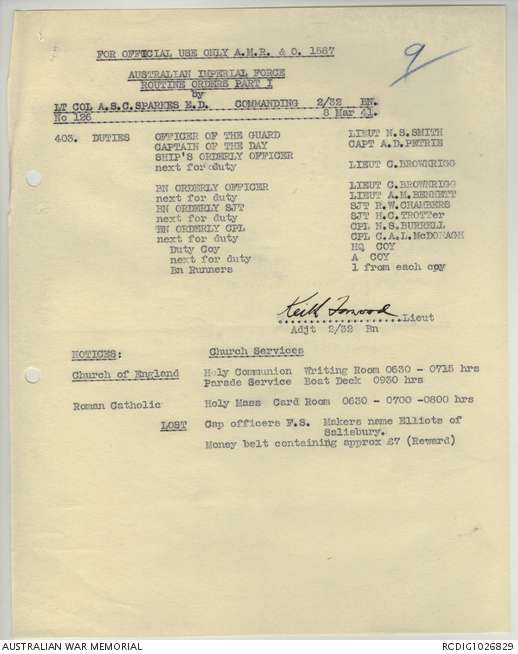 FOR OFFICIAL USE ONLY A.M.R. & O. 1587
9
AUSTRALIAN IMPERIAL FORCE
ROUTINE ORDERS PART I
by
LT COL A.S.C.SPARKES E.D. COMMANDING 2/32 BN.
No 126 8 Mar 41.
403. DUTIES OFFICER OF THE GUARD LIEUT N.S.SMITH
CAPTAIN OF THE DAY CAPT A.D.PETRIE
SHIP'S ORDERLY OFFICER
next for duty LIEUT C.BROWNRIGG
BN ORDERLY OFFICER LIEUT C.BROWNRIGG
next for duty LIEUT A.M.BENNETT
BN ORDERLY SJT SJT R.W.CHAMBERS
next for duty SJT H.C.TROTTer
BN ORDERLY CPL CPL N.S.BURRELL
next for duty CPL C.A.L.McDONAGH
Duty Coy HQ COY
next for duty A COY
Bn Runners 1 from each cpy
Keith .....Lieut
Adjt 2/32 Bn
NOTICES: Church Services
Church of England Holy Communion Writing Room 0630 - 0715 hrs
Parade Service Boat Deck 0930 hrs
Roman Catholic Holy Mass Card Room 0630 - 0700 -0800 hrs
LOST Cap officers F.S. Makers name Elliots of
Salisbury.
Money belt containing approx £7 (Reward)
AUSTRALIAN WAR MEMORIAL RCDIG1026829